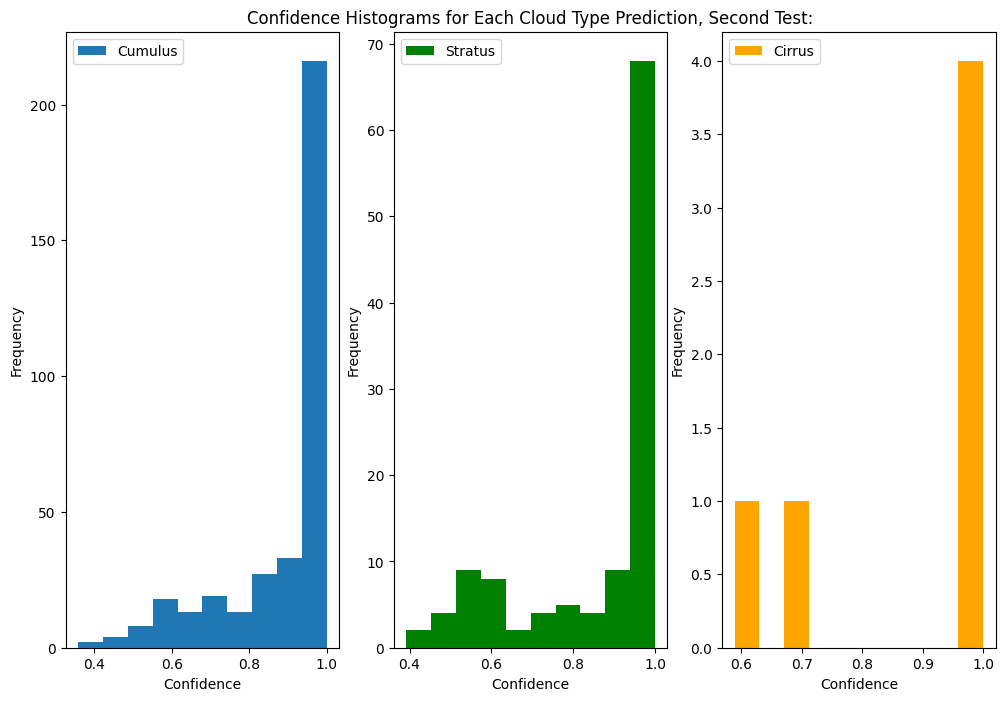 Confidence Histograms for Each Cloud Type Prediction, Second Test:
Cumulus
200
150
100
50
0
0.4 0.6 0.8 1.0
Frequency
Confidence
Stratus
70
60
50
40
30
20
10
0
0.4 0.6 0.8 1.0
Frequency
Confidence
Cirrus
4.0
3.5
3.0
2.5
2.0
1.5
1.0
0.5
0.0
0.6 0.7 0.8 0.9 1.0
Frequency
Confidence